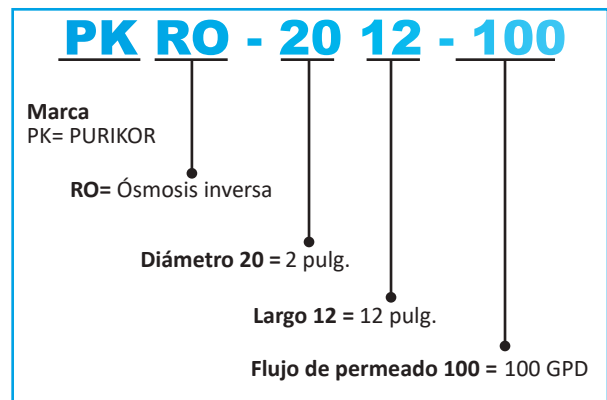 PK RO - 20 12 - 100
Marca
PK= PURIKOR
RO= Ósmosis inversa
Diámetro 20 = 2 pulg.
Largo 12 = 12 pulg.
Flujo de permeado 100 = 100 GPD